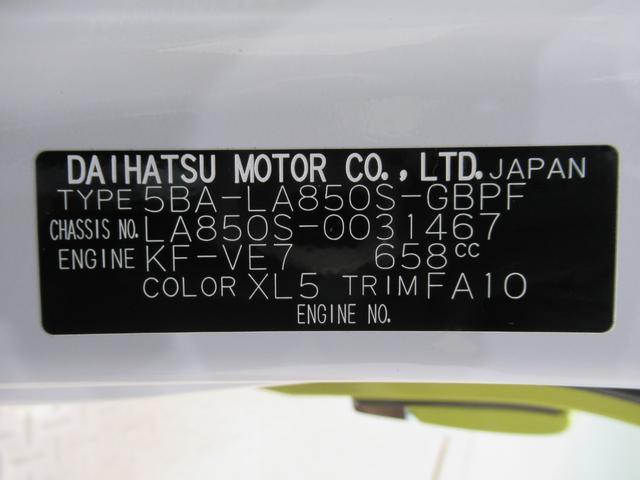 DAIHATSU MOTOR CO., LTD. JAPAN
TYPE 5BA-LA850S-GBPF
CHASSIS NO. LA850S-0031467
ENGINE KF-VE7 658cc
COLOR XL5 TRIM FA10
ENGINE NO.